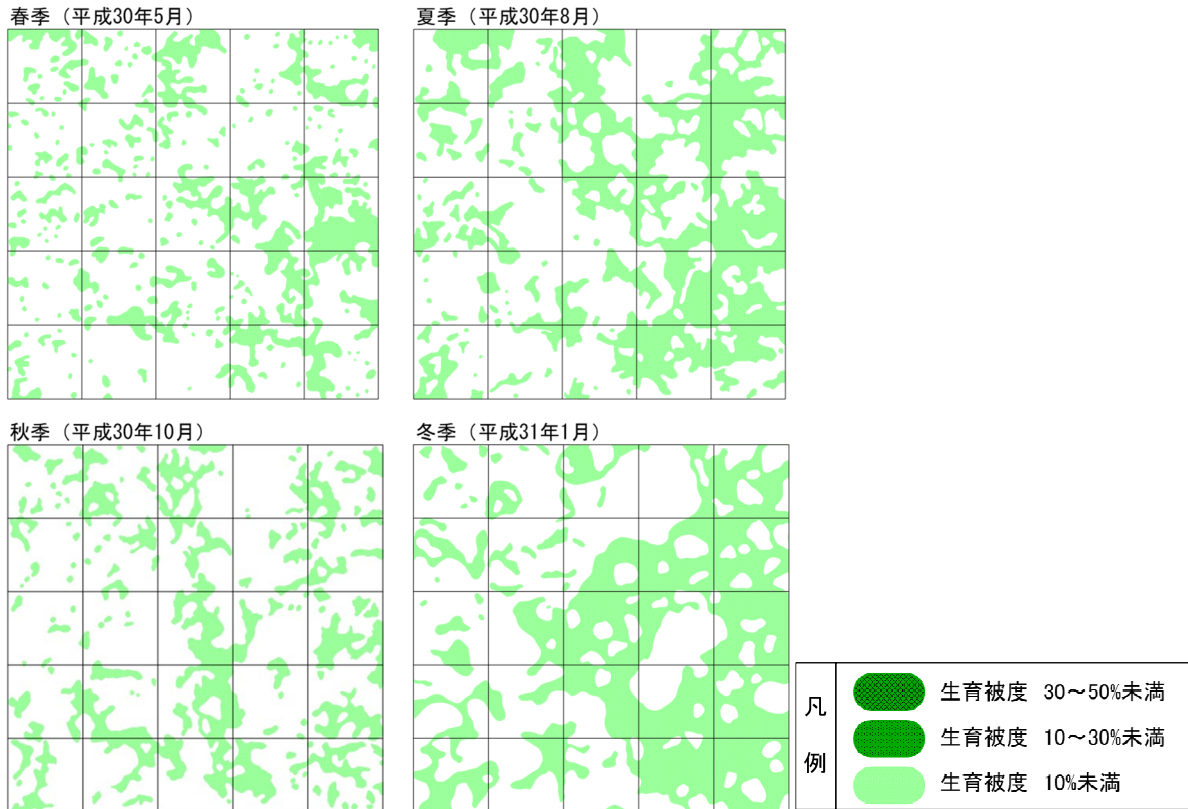 春季（平成30年5月）
夏季（平成30年8月）
秋季（平成30年10月）
冬季（平成31年1月）
凡例
生育被度 30～50%未満
生育被度 10～30%未満
生育被度 10%未満